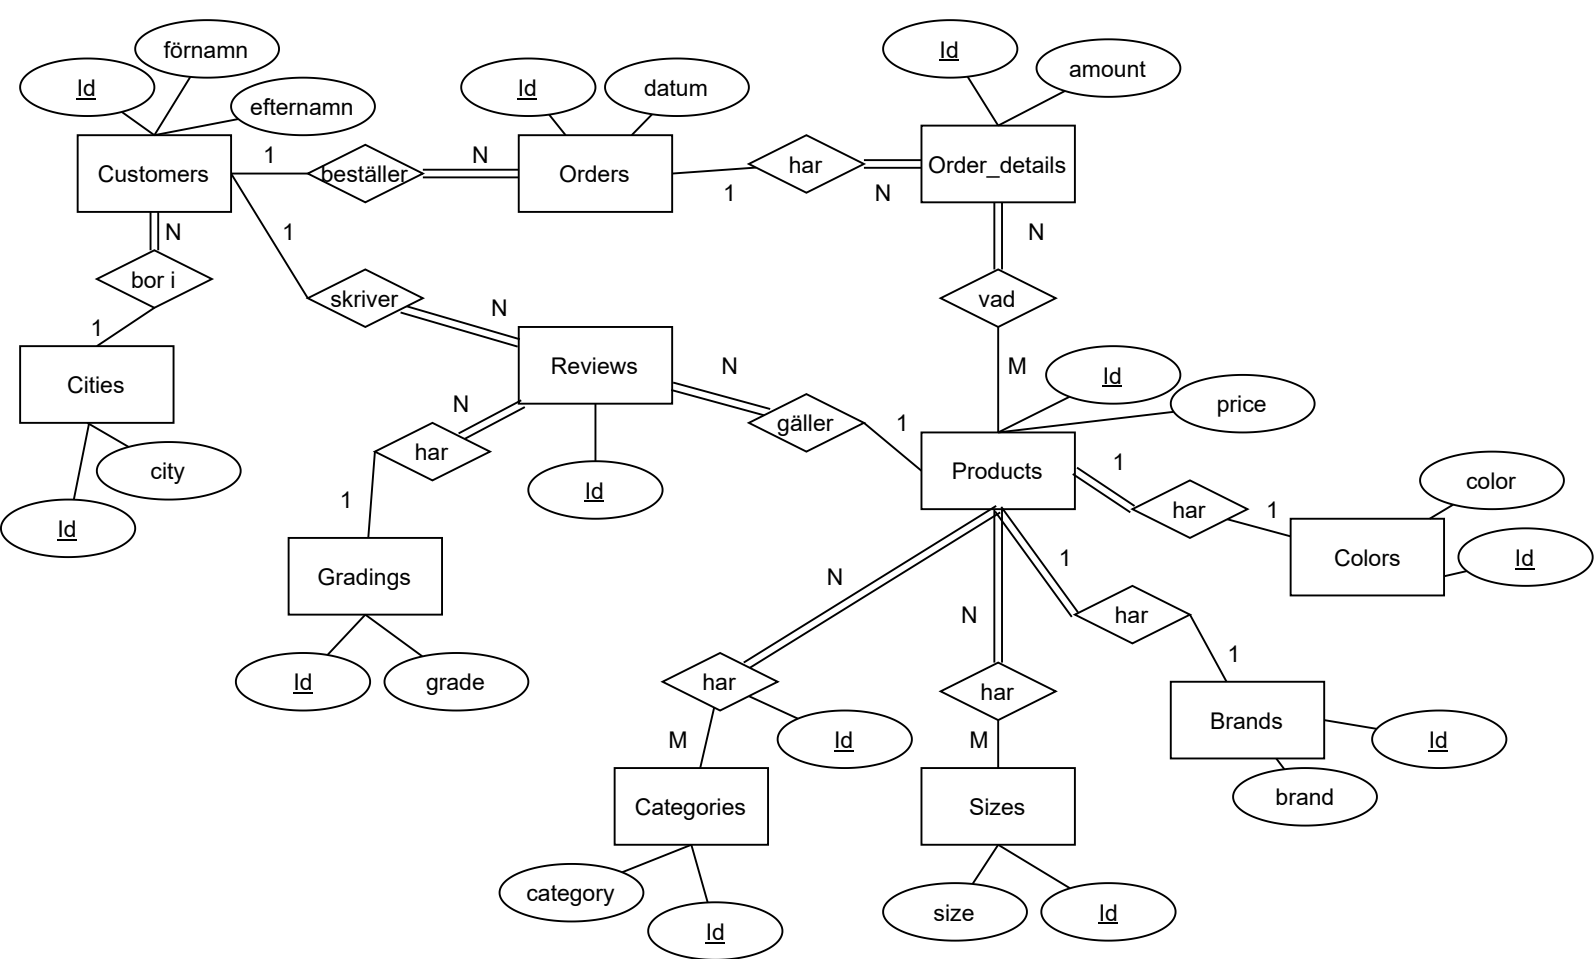 förnamn
Id
Id
amount
Id
efternamn
Id
datum
1
N
Customers
beställer
Orders
har
Order_details
1
N
N
1
N
bor i
skriver
vad
N
1
Reviews
N
M
Id
Cities
N
price
gäller
1
city
har
Products
1
color
Id
1
Id
har
1
Colors
Id
Gradings
N
1
N
har
Id
grade
har
har
1
M
Id
M
Brands
Id
Categories
Sizes
brand
category
size
Id
Id